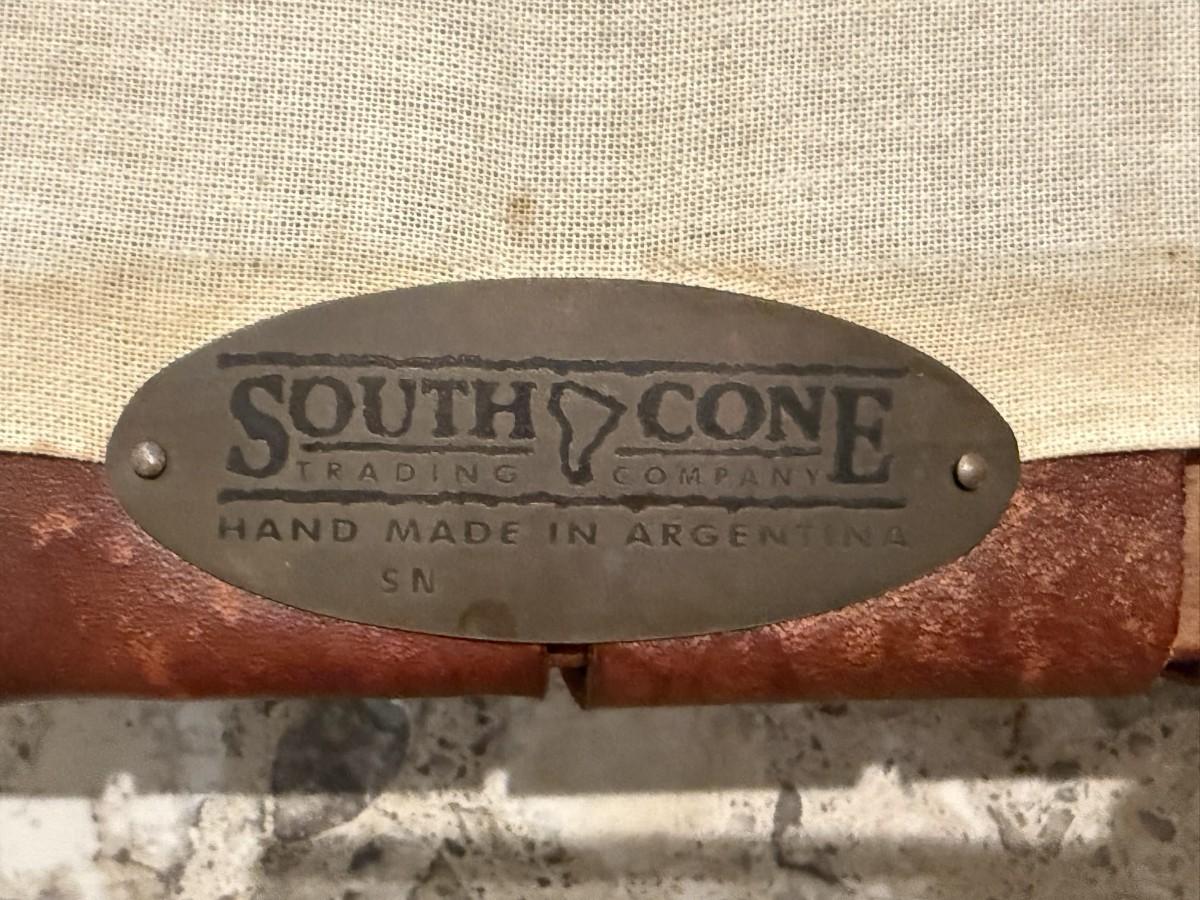 SOUTH CONE
TRADING COMPANY
HAND MADE IN ARGENTINA
SN